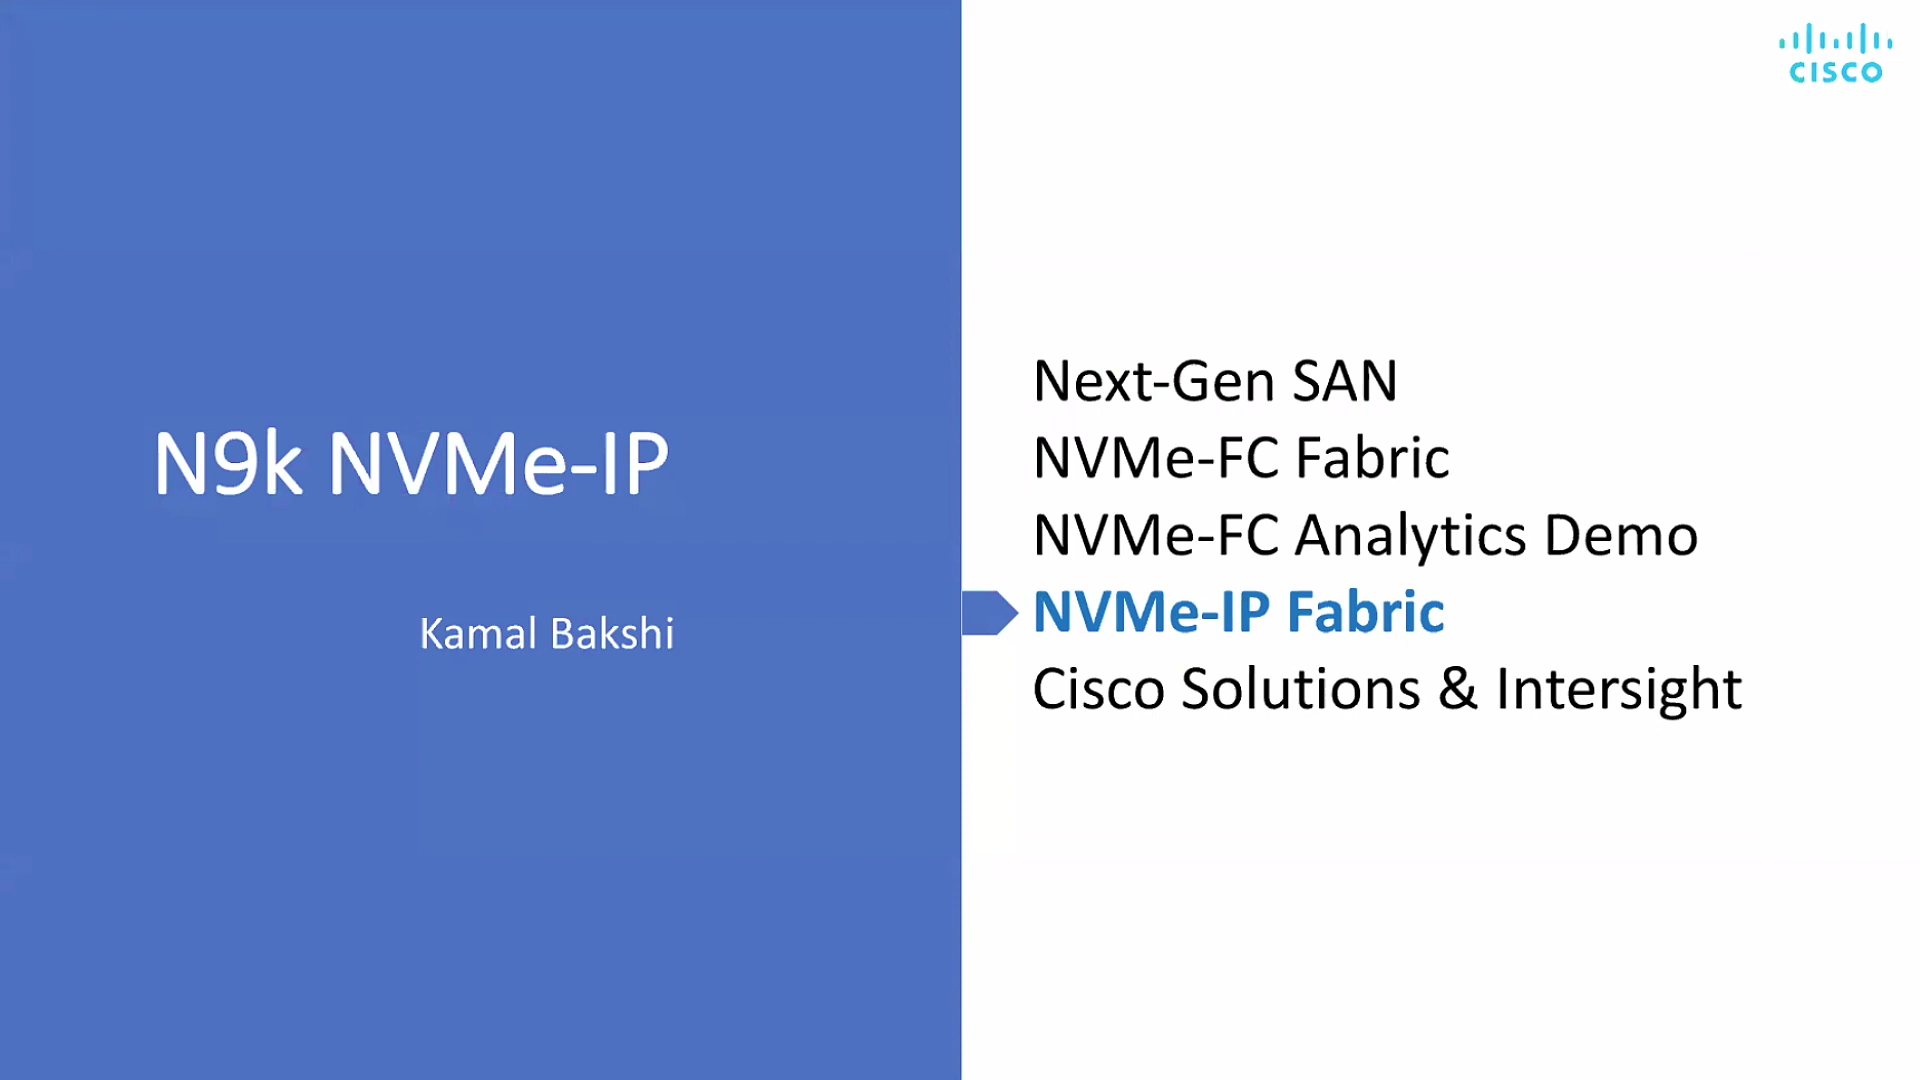 CISCO
N9k NVMe-IP
Kamal Bakshi
Next-Gen SAN
NVMe-FC Fabric
NVMe-FC Analytics Demo
NVMe-IP Fabric
Cisco Solutions & Intersight